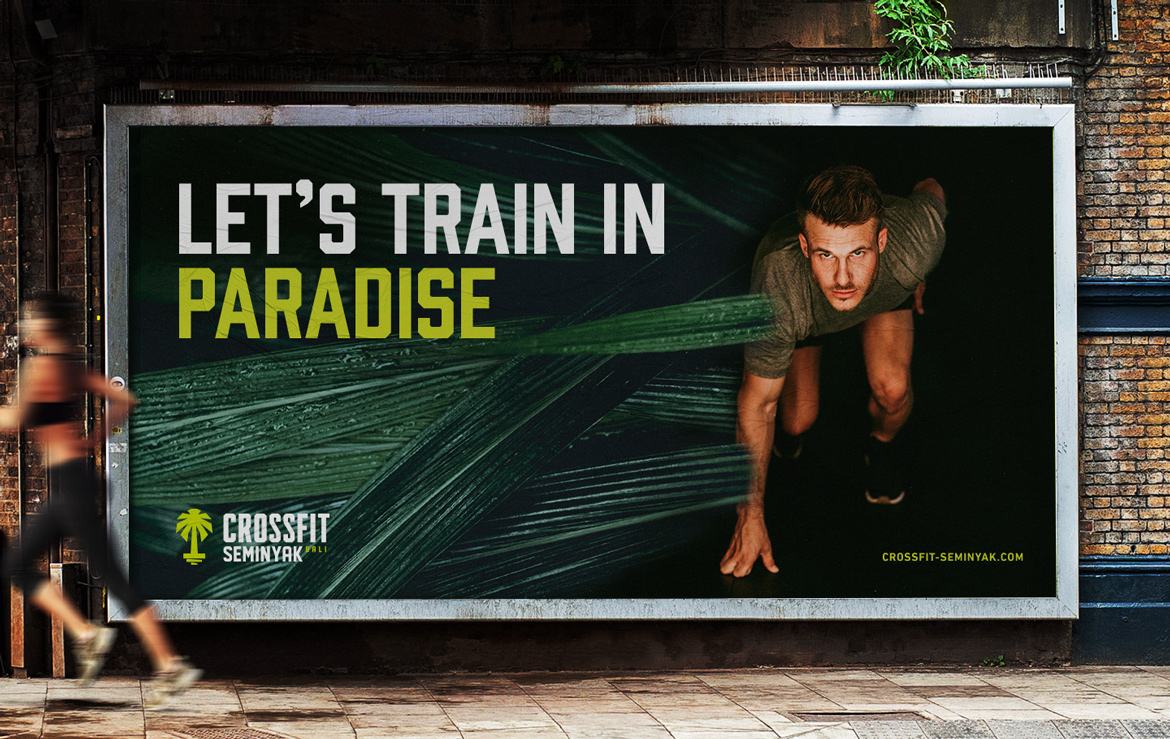 LET'S TRAIN IN
PARADISE
CROSSFIT
SEMINYAK BALI
CROSSFIT-SEMINYAK.COM